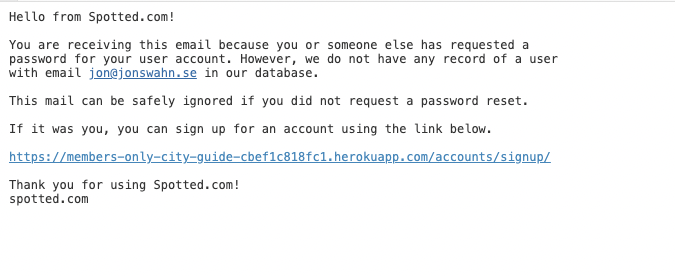 Hello from Spotted.com!
You are receiving this email because you or someone else has requested a
password for your user account. However, we do not have any record of a user
with email jon@jonswahn.se in our database.
This mail can be safely ignored if you did not request a password reset.
If it was you, you can sign up for an account using the link below.
https://members-only-city-guide-cbef1c818fc1.herokuapp.com/accounts/signup/
Thank you for using Spotted.com!
spotted.com